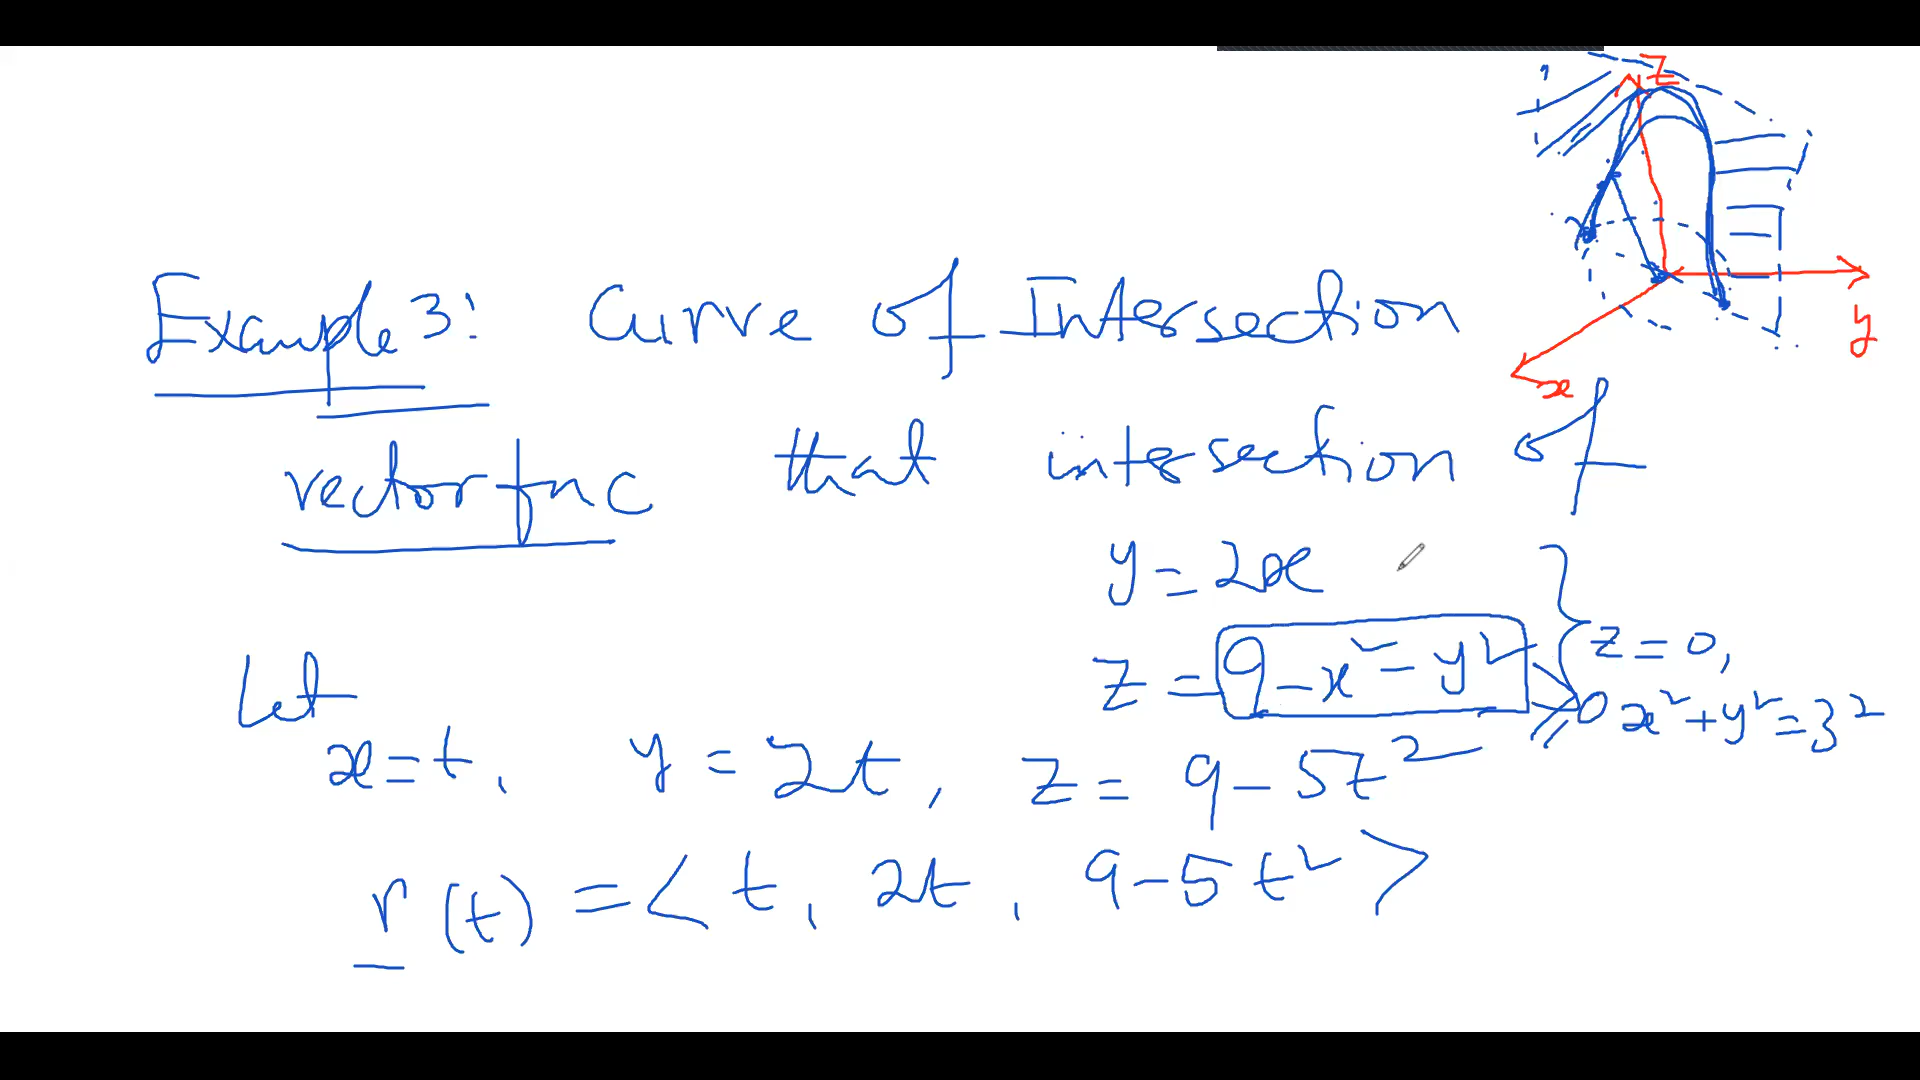 z
y
x
Example 3: Curve of Intersection
vector fnc that intersection of
y = 2x
z = 9 - x² - y² ≥ 0
z = 0,
x² + y² = 3²
Let
x = t, y = 2t, z = 9 - 5t²
r(t) = < t, 2t, 9 - 5t² >